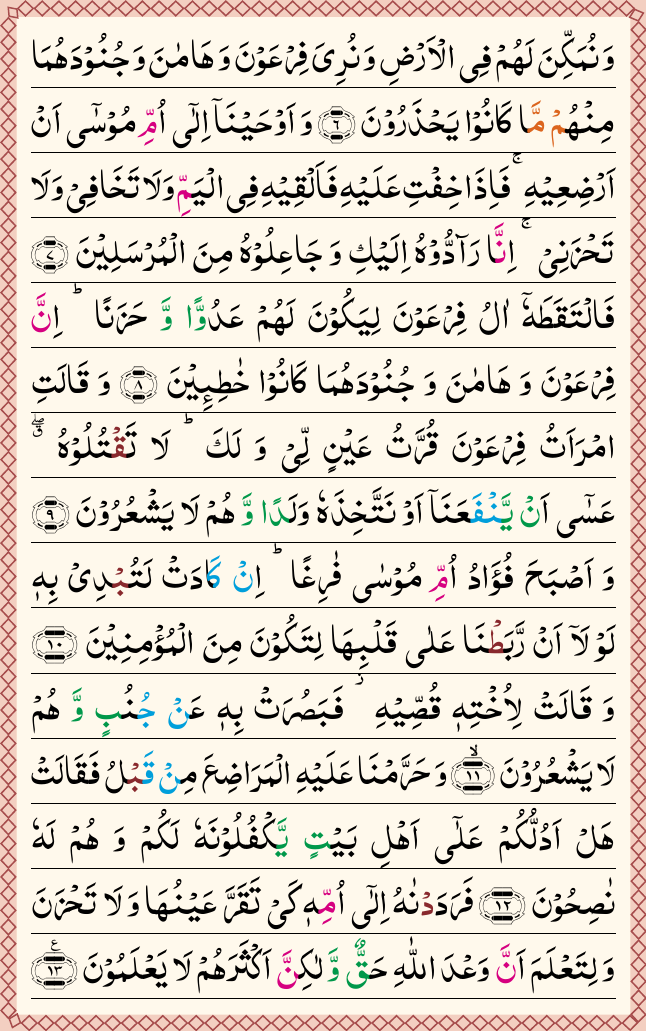 وَنُمَكِّنَ لَهُمْ فِی الْاَرْضِ وَنُرِیَ فِرْعَوْنَ وَهَامٰنَ وَجُنُوْدَهُمَا
مِنْهُمْ مَّا كَانُوْا یَحْذَرُوْنَ ۝٦ وَ اَوْحَیْنَاۤ اِلٰۤی اُمِّ مُوْسٰۤی اَنْ
اَرْضِعِیْهِ ۚ فَاِذَا خِفْتِ عَلَیْهِ فَاَلْقِیْهِ فِی الْیَمِّ وَلَا تَخَافِیْ وَلَا
تَحْزَنِیْ ۚ اِنَّا رَآدُّوْهُ اِلَیْكِ وَ جَاعِلُوْهُ مِنَ الْمُرْسَلِیْنَ ۝٧
فَالْتَقَطَهٗۤ اٰلُ فِرْعَوْنَ لِیَكُوْنَ لَهُمْ عَدُوًّا وَّ حَزَنًا ؕ اِنَّ
فِرْعَوْنَ وَ هَامٰنَ وَ جُنُوْدَهُمَا كَانُوْا خٰطِـِٕیْنَ ۝٨ وَ قَالَتِ
امْرَاَتُ فِرْعَوْنَ قُرَّتُ عَیْنٍ لِّیْ وَ لَكَ ؕ لَا تَقْتُلُوْهُ ۖۗ
عَسٰۤی اَنْ یَّنْفَعَنَاۤ اَوْ نَتَّخِذَهٗ وَلَدًا وَّ هُمْ لَا یَشْعُرُوْنَ ۝٩
وَ اَصْبَحَ فُؤَادُ اُمِّ مُوْسٰی فٰرِغًا ؕ اِنْ كَادَتْ لَتُبْدِیْ بِهٖ
لَوْ لَاۤ اَنْ رَّبَطْنَا عَلٰی قَلْبِهَا لِتَكُوْنَ مِنَ الْمُؤْمِنِیْنَ ۝١٠
وَ قَالَتْ لِاُخْتِهٖ قُصِّیْهِ ؗ فَبَصُرَتْ بِهٖ عَنْ جُنُبٍ وَّ هُمْ
لَا یَشْعُرُوْنَ ۝١١ۙ وَحَرَّمْنَا عَلَیْهِ الْمَرَاضِعَ مِنْ قَبْلُ فَقَالَتْ
هَلْ اَدُلُّكُمْ عَلٰۤی اَهْلِ بَیْتٍ یَّكْفُلُوْنَهٗ لَكُمْ وَ هُمْ لَهٗ
نٰصِحُوْنَ ۝١٢ فَرَدَدْنٰهُ اِلٰۤی اُمِّهٖ كَیْ تَقَرَّ عَیْنُهَا وَلَا تَحْزَنَ
وَلِتَعْلَمَ اَنَّ وَعْدَ اللّٰهِ حَقٌّ وَّلٰكِنَّ اَكْثَرَهُمْ لَا یَعْلَمُوْنَ ۝١٣ ع